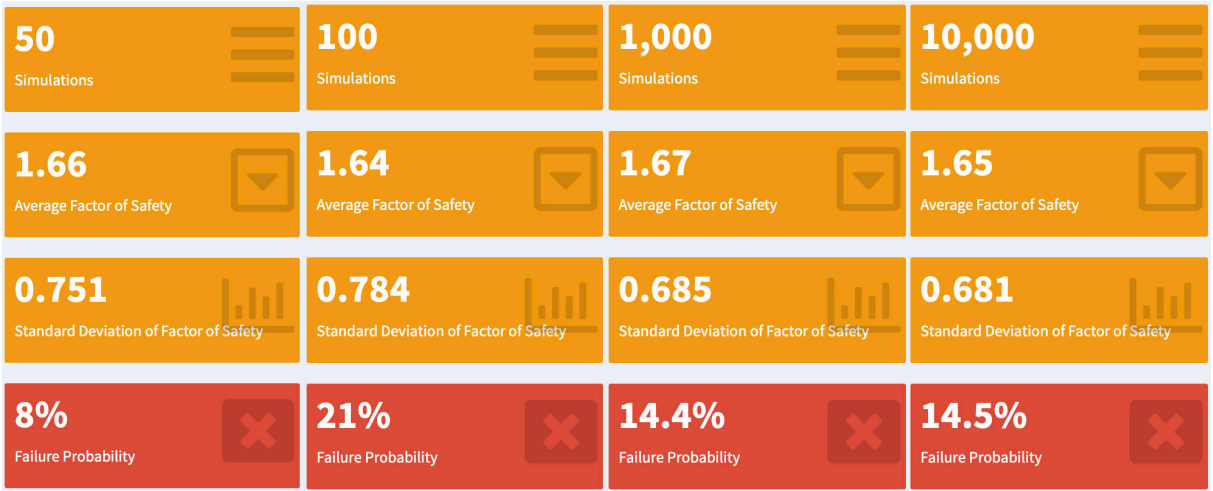 50
Simulations
100
Simulations
1,000
Simulations
10,000
Simulations
1.66
Average Factor of Safety
1.64
Average Factor of Safety
1.67
Average Factor of Safety
1.65
Average Factor of Safety
0.751
Standard Deviation of Factor of Safety
0.784
Standard Deviation of Factor of Safety
0.685
Standard Deviation of Factor of Safety
0.681
Standard Deviation of Factor of Safety
8%
Failure Probability
21%
Failure Probability
14.4%
Failure Probability
14.5%
Failure Probability